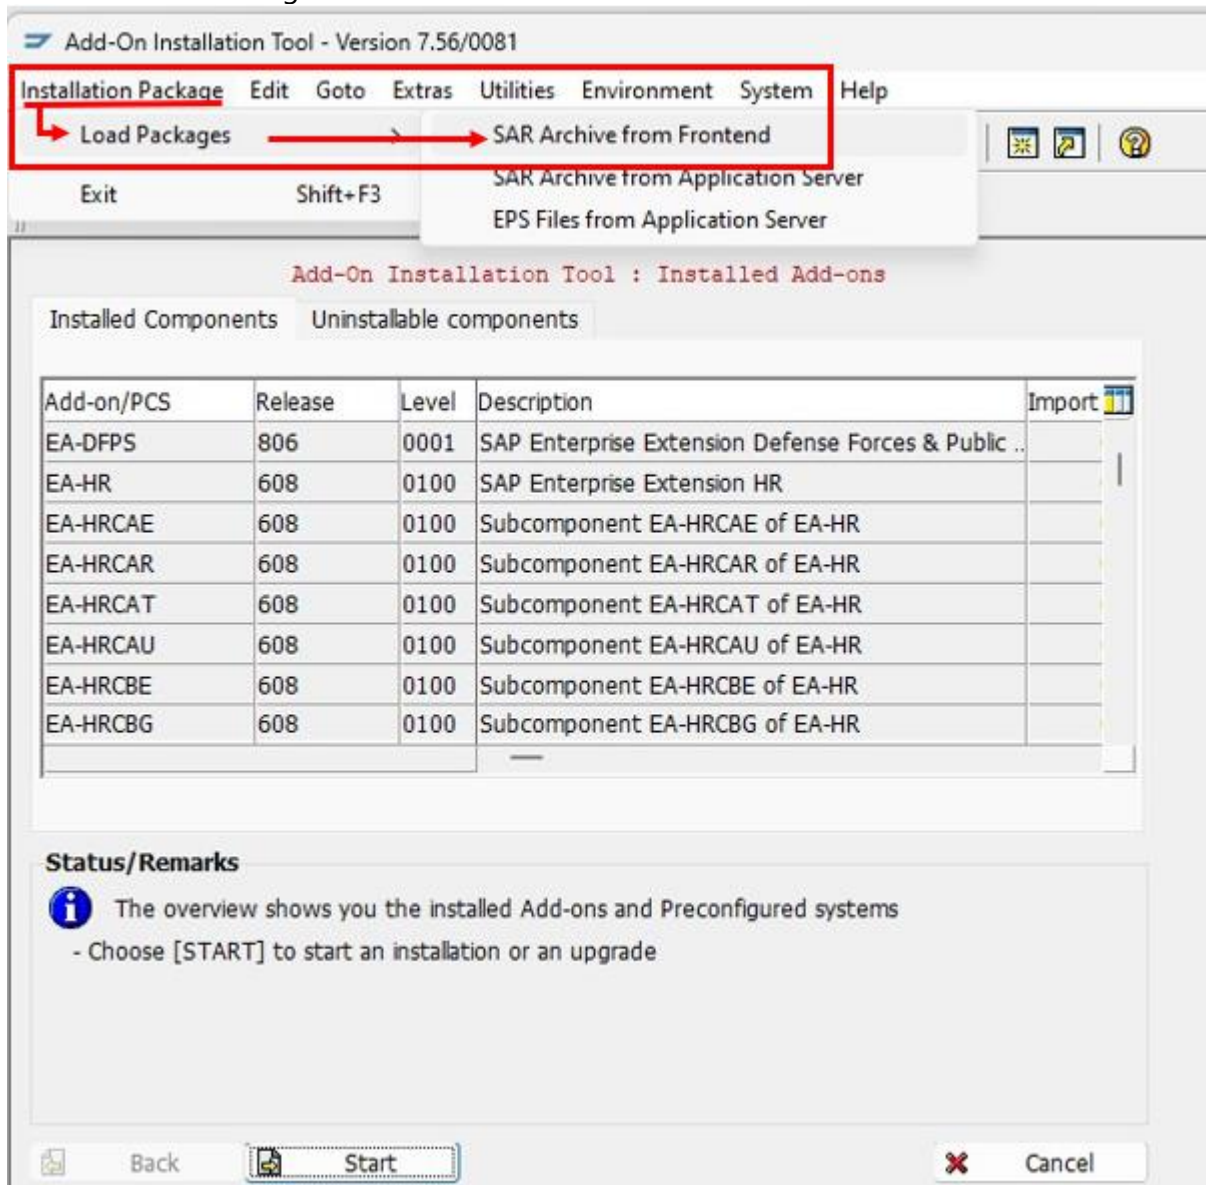 Add-On Installation Tool - Version 7.56/0081
Installation Package Edit Goto Extras Utilities Environment System Help
Load Packages > SAR Archive from Frontend
SAR Archive from Application Server
Exit Shift+F3
EPS Files from Application Server
Add-On Installation Tool : Installed Add-ons
Installed Components Uninstallable components
Add-on/PCS Release Level Description Import
EA-DFPS 806 0001 SAP Enterprise Extension Defense Forces & Public ..
EA-HR 608 0100 SAP Enterprise Extension HR
EA-HRCAE 608 0100 Subcomponent EA-HRCAE of EA-HR
EA-HRCAR 608 0100 Subcomponent EA-HRCAR of EA-HR
EA-HRCAT 608 0100 Subcomponent EA-HRCAT of EA-HR
EA-HRCAU 608 0100 Subcomponent EA-HRCAU of EA-HR
EA-HRCBE 608 0100 Subcomponent EA-HRCBE of EA-HR
EA-HRCBG 608 0100 Subcomponent EA-HRCBG of EA-HR
Status/Remarks
The overview shows you the installed Add-ons and Preconfigured systems
- Choose [START] to start an installation or an upgrade
Back Start Cancel